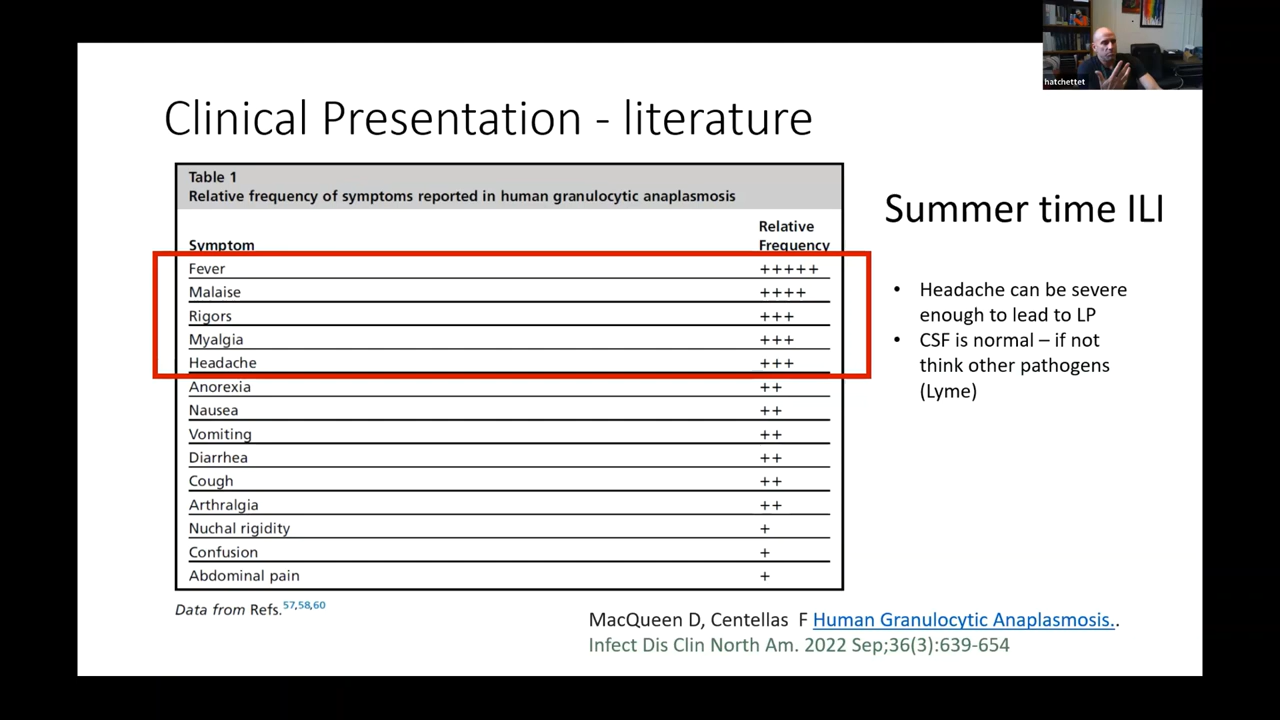 hatchettet
Clinical Presentation - literature
Table 1
Relative frequency of symptoms reported in human granulocytic anaplasmosis
Symptom Relative Frequency
Fever +++++
Malaise ++++
Rigors +++
Myalgia +++
Headache +++
Anorexia ++
Nausea ++
Vomiting ++
Diarrhea ++
Cough ++
Arthralgia ++
Nuchal rigidity +
Confusion +
Abdominal pain +
Data from Refs.57,58,60
Summer time ILI
• Headache can be severe
enough to lead to LP
• CSF is normal – if not
think other pathogens
(Lyme)
MacQueen D, Centellas F Human Granulocytic Anaplasmosis..
Infect Dis Clin North Am. 2022 Sep;36(3):639-654